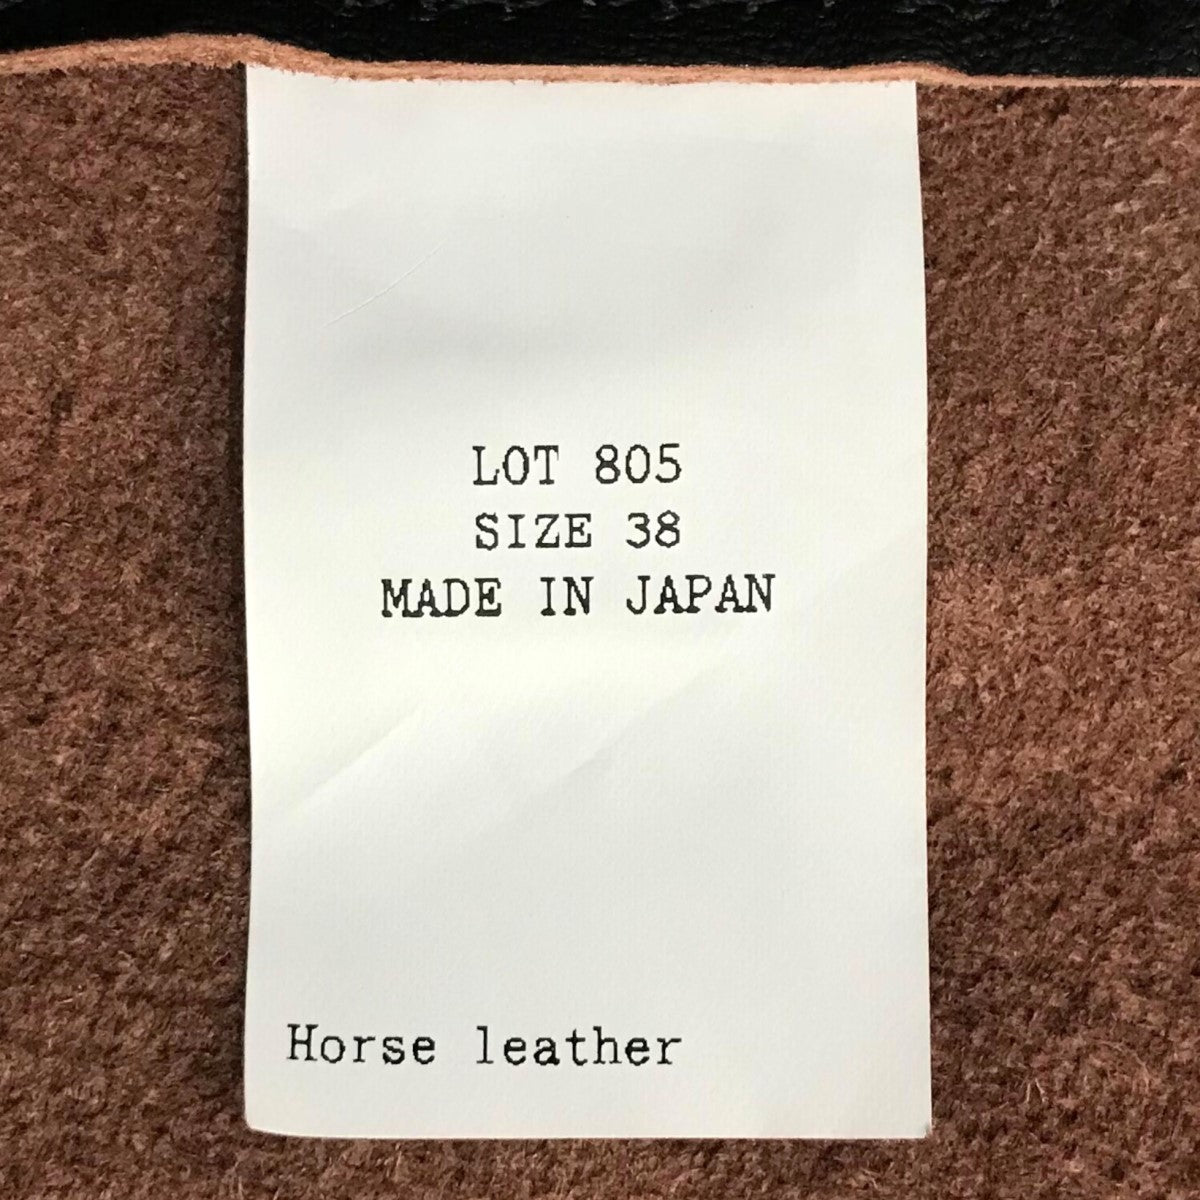 LOT 805
SIZE 38
MADE IN JAPAN
Horse leather